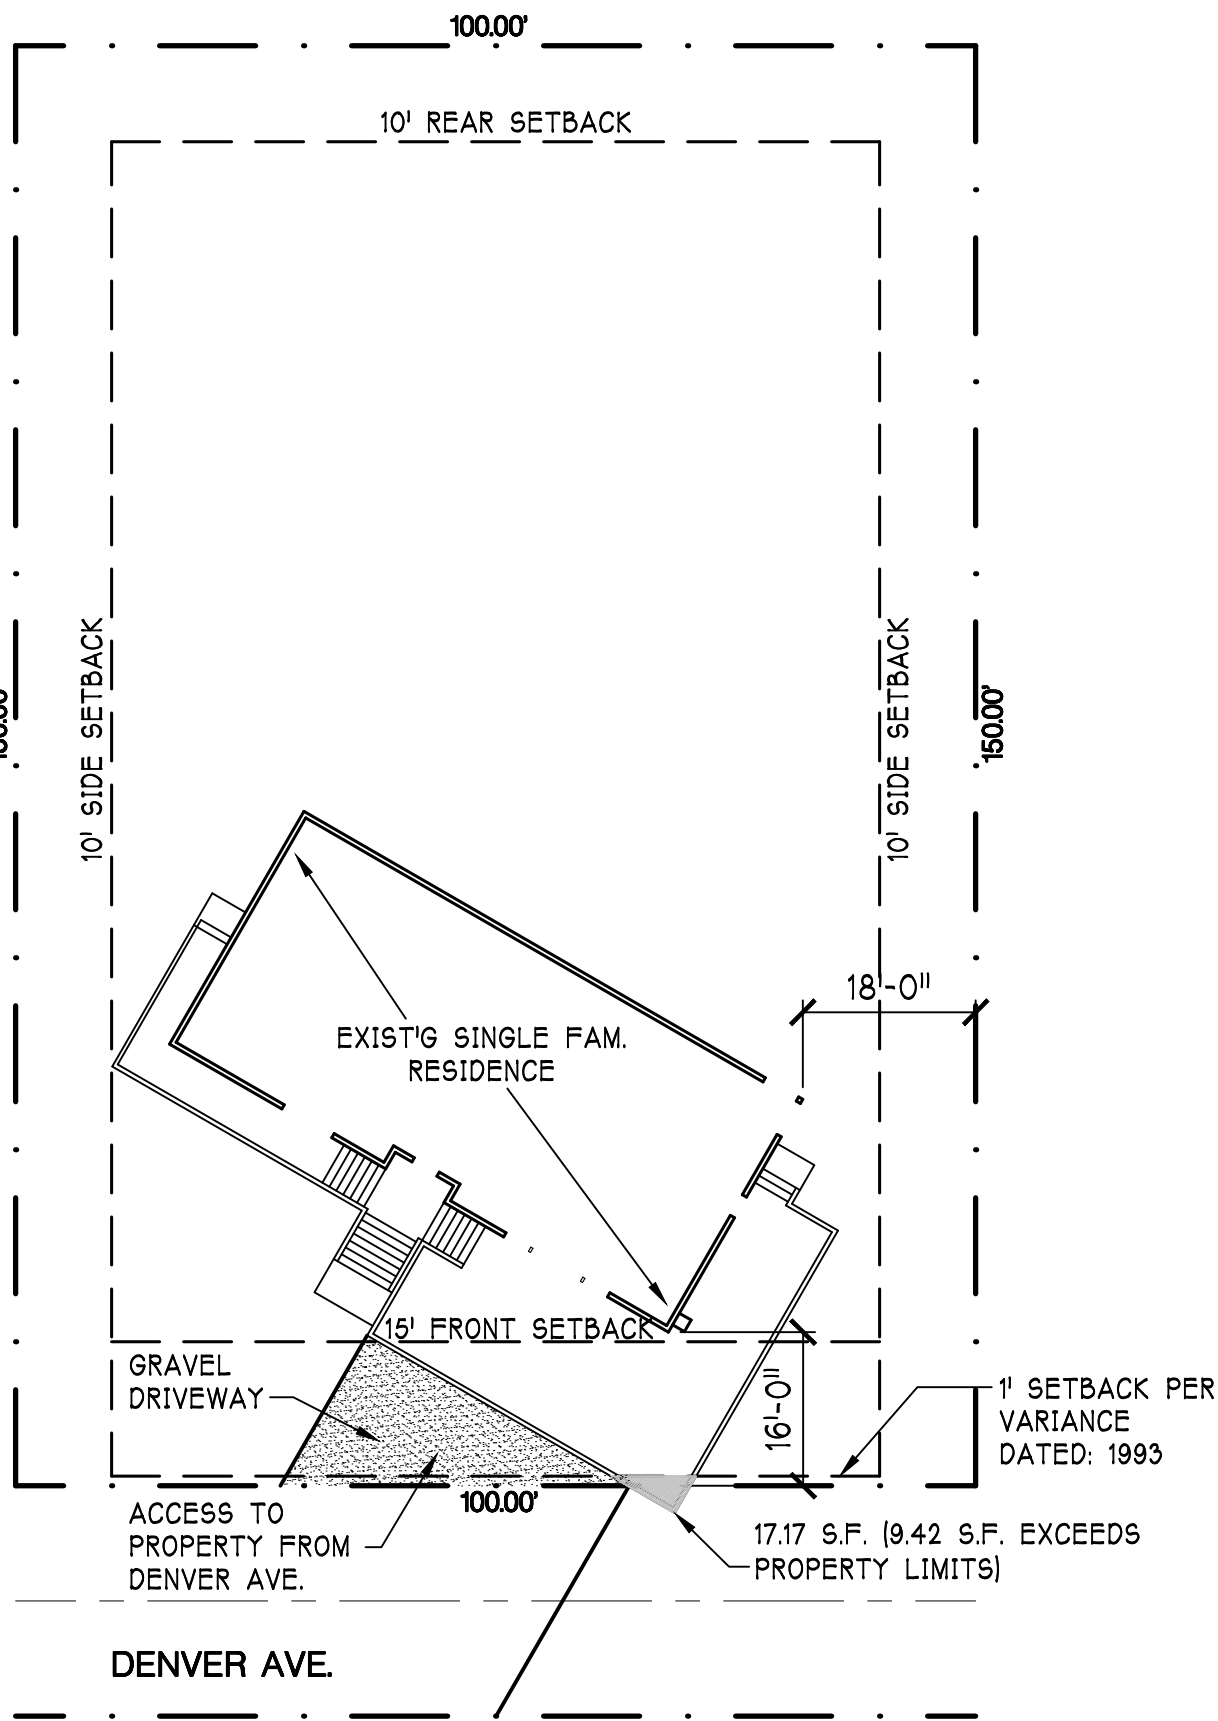 100.00'
10' REAR SETBACK
10' SIDE SETBACK
10' SIDE SETBACK
150.00'
18'-0"
EXIST'G SINGLE FAM.
RESIDENCE
15' FRONT SETBACK
GRAVEL
DRIVEWAY
16'-0"
1' SETBACK PER
VARIANCE
DATED: 1993
100.00'
ACCESS TO
PROPERTY FROM
DENVER AVE.
17.17 S.F. (9.42 S.F. EXCEEDS
PROPERTY LIMITS)
DENVER AVE.